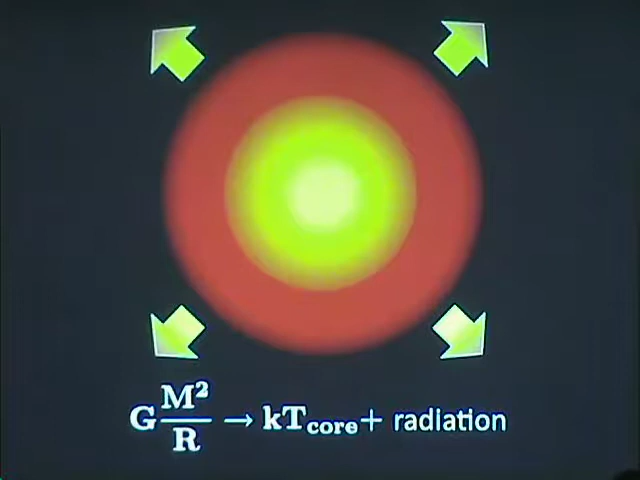 G M²/R → kT_core + radiation